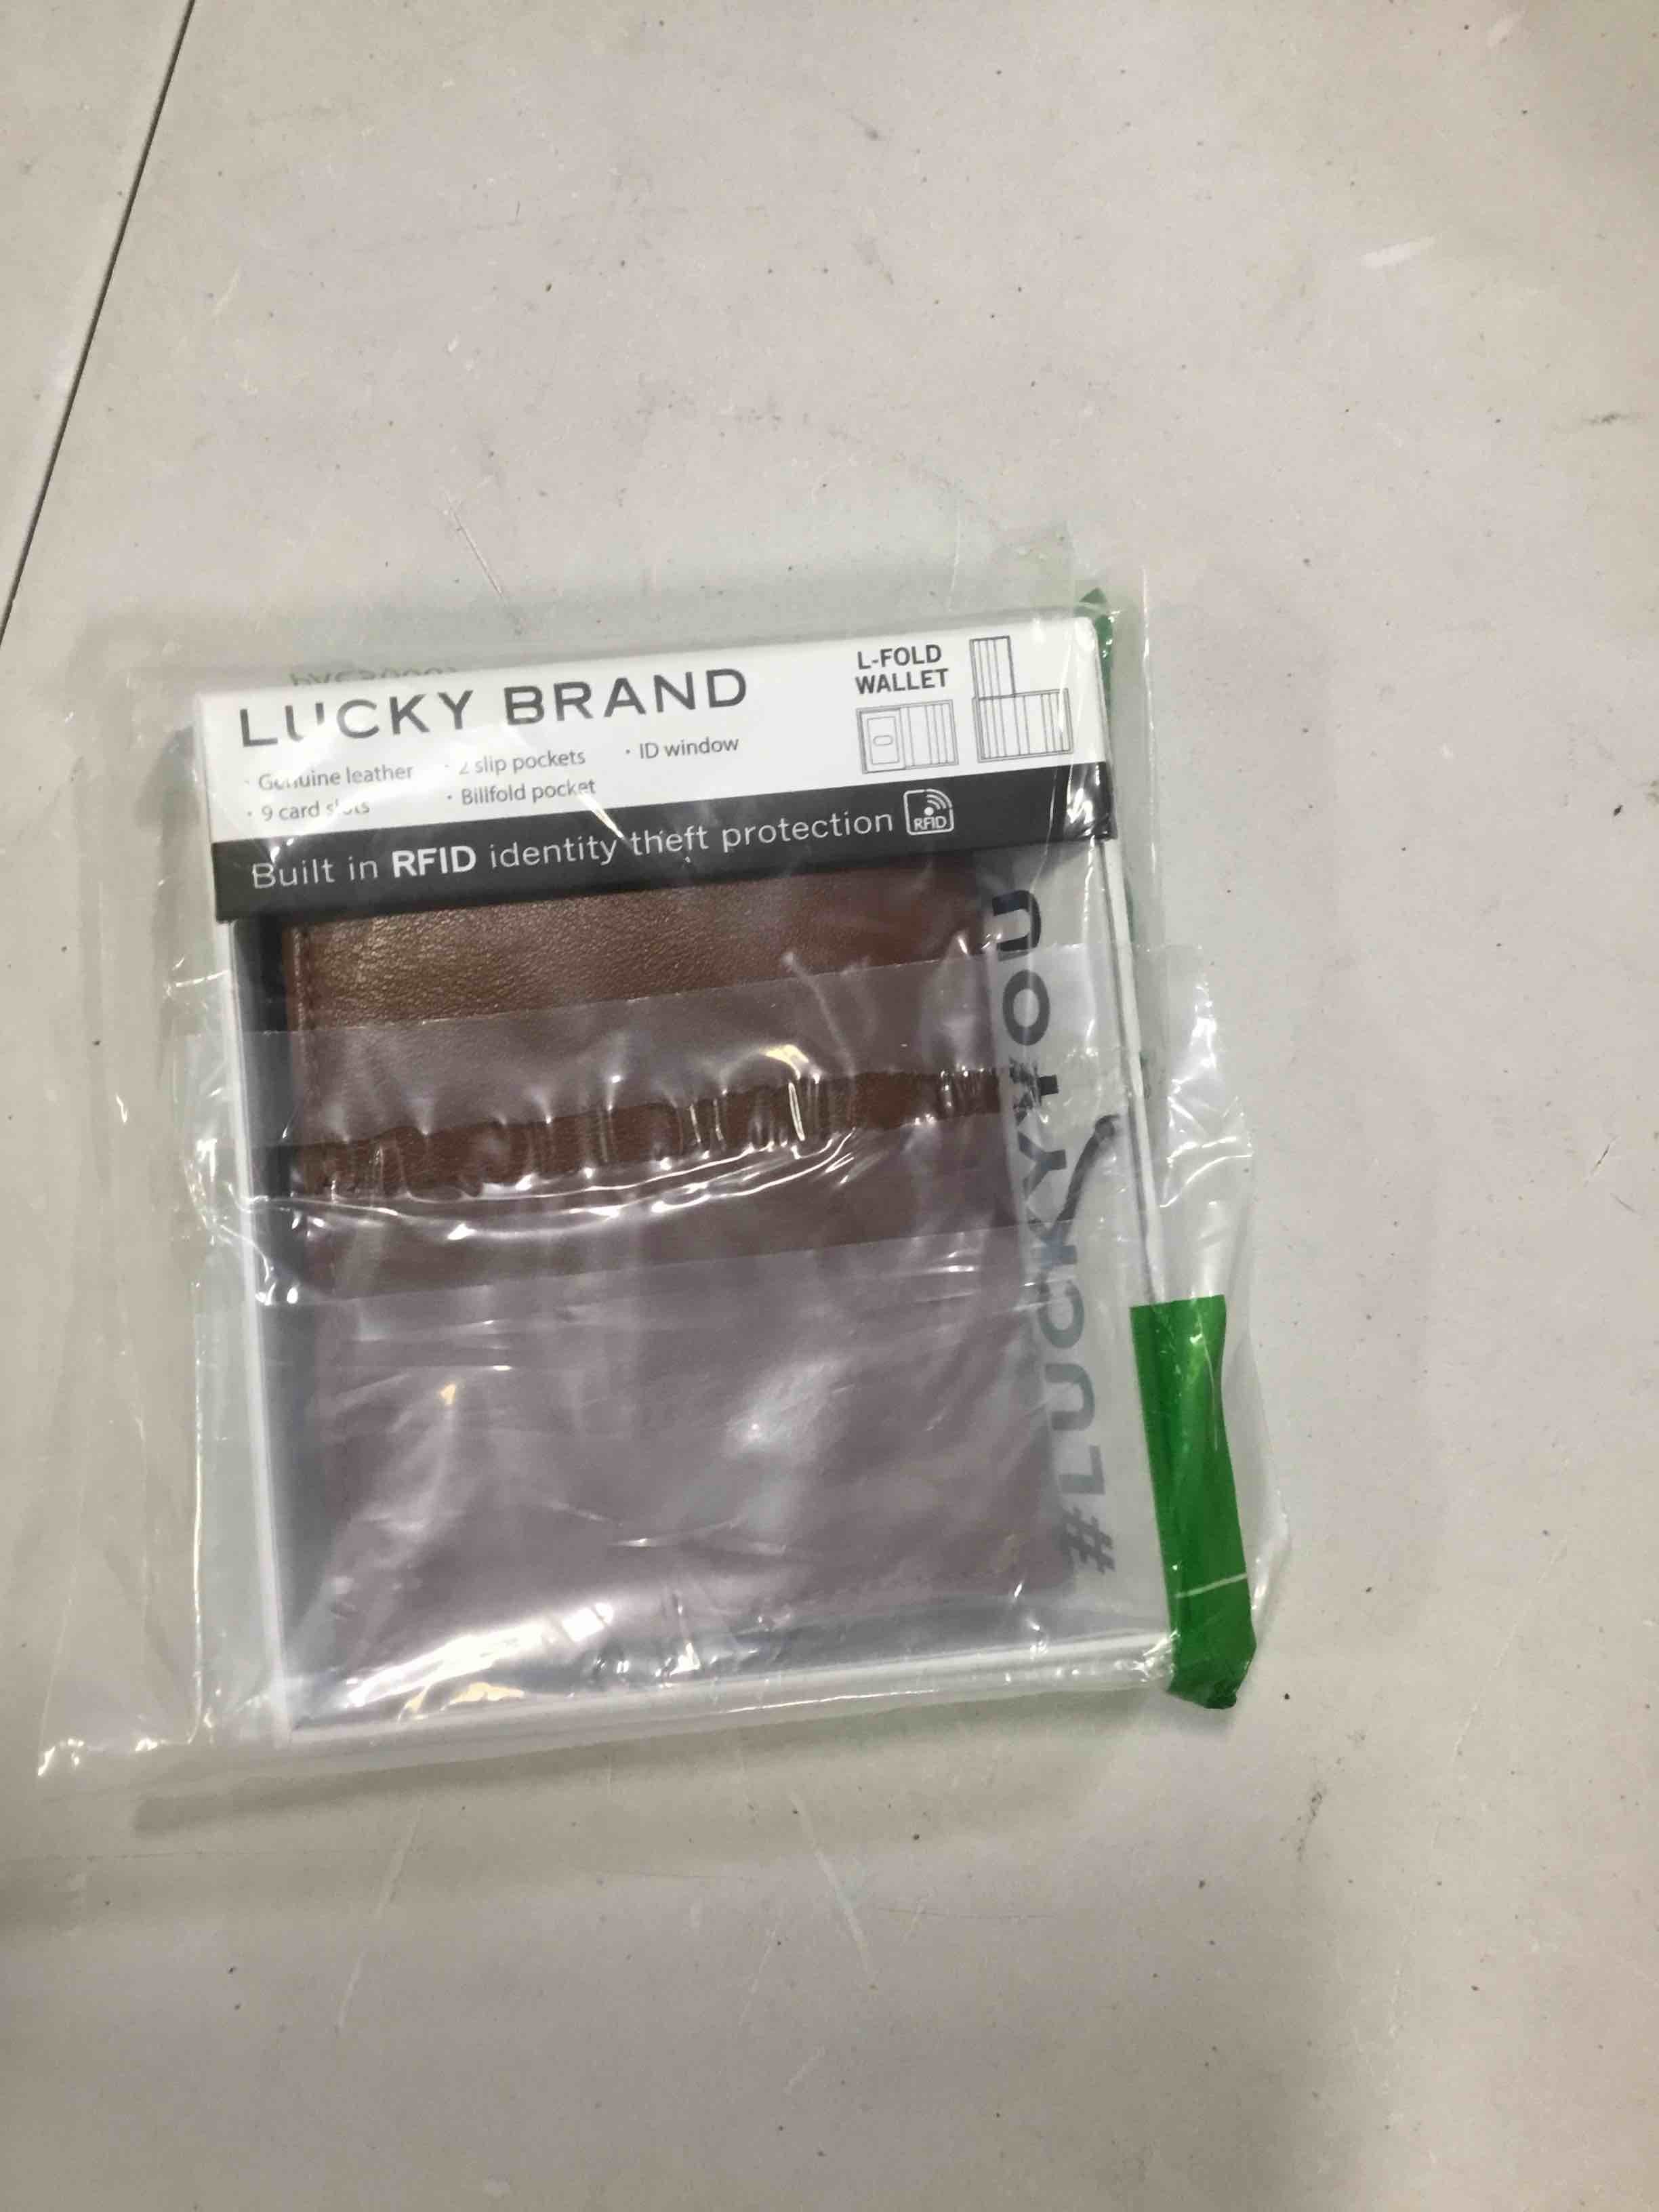 LUCKY BRAND
· Genuine leather
· 9 card slots
· 2 slip pockets
· Billfold pocket
· ID window
L-FOLD
WALLET
Built in RFID identity theft protection
RFID
#LUCKYYOU